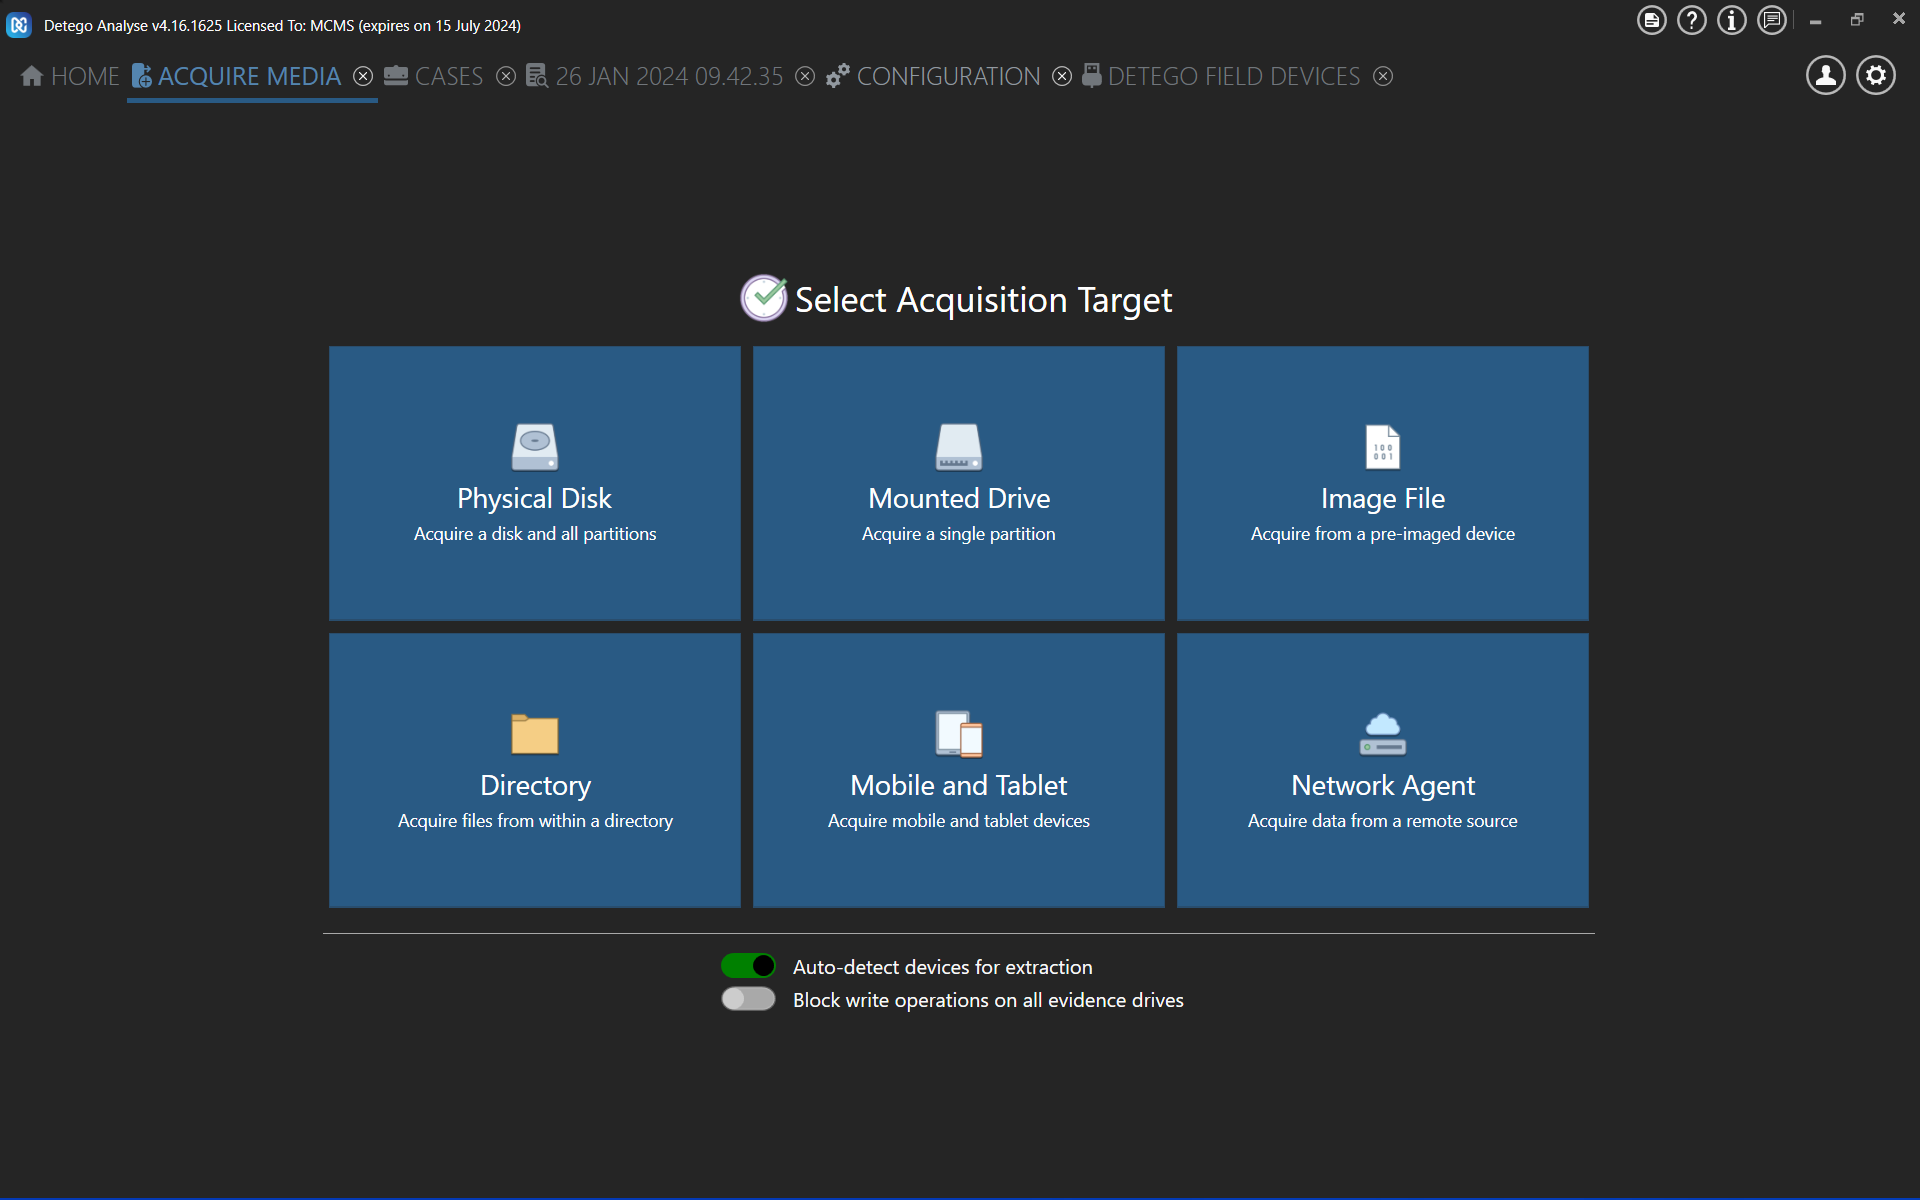 Detego Analyse v4.16.1625 Licensed To: MCMS (expires on 15 July 2024)
HOME ACQUIRE MEDIA CASES 26 JAN 2024 09.42.35 CONFIGURATION DETEGO FIELD DEVICES
Select Acquisition Target
Physical Disk
Acquire a disk and all partitions
Mounted Drive
Acquire a single partition
Image File
Acquire from a pre-imaged device
Directory
Acquire files from within a directory
Mobile and Tablet
Acquire mobile and tablet devices
Network Agent
Acquire data from a remote source
Auto-detect devices for extraction
Block write operations on all evidence drives